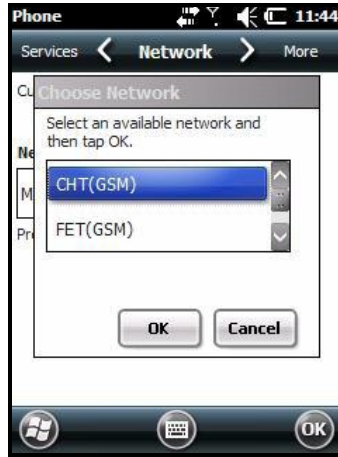 Phone 11:44
Services Network More
Cu
Choose Network
Select an available network and
then tap OK.
Ne
CHT(GSM)
M
FET(GSM)
Pr
OK Cancel
OK